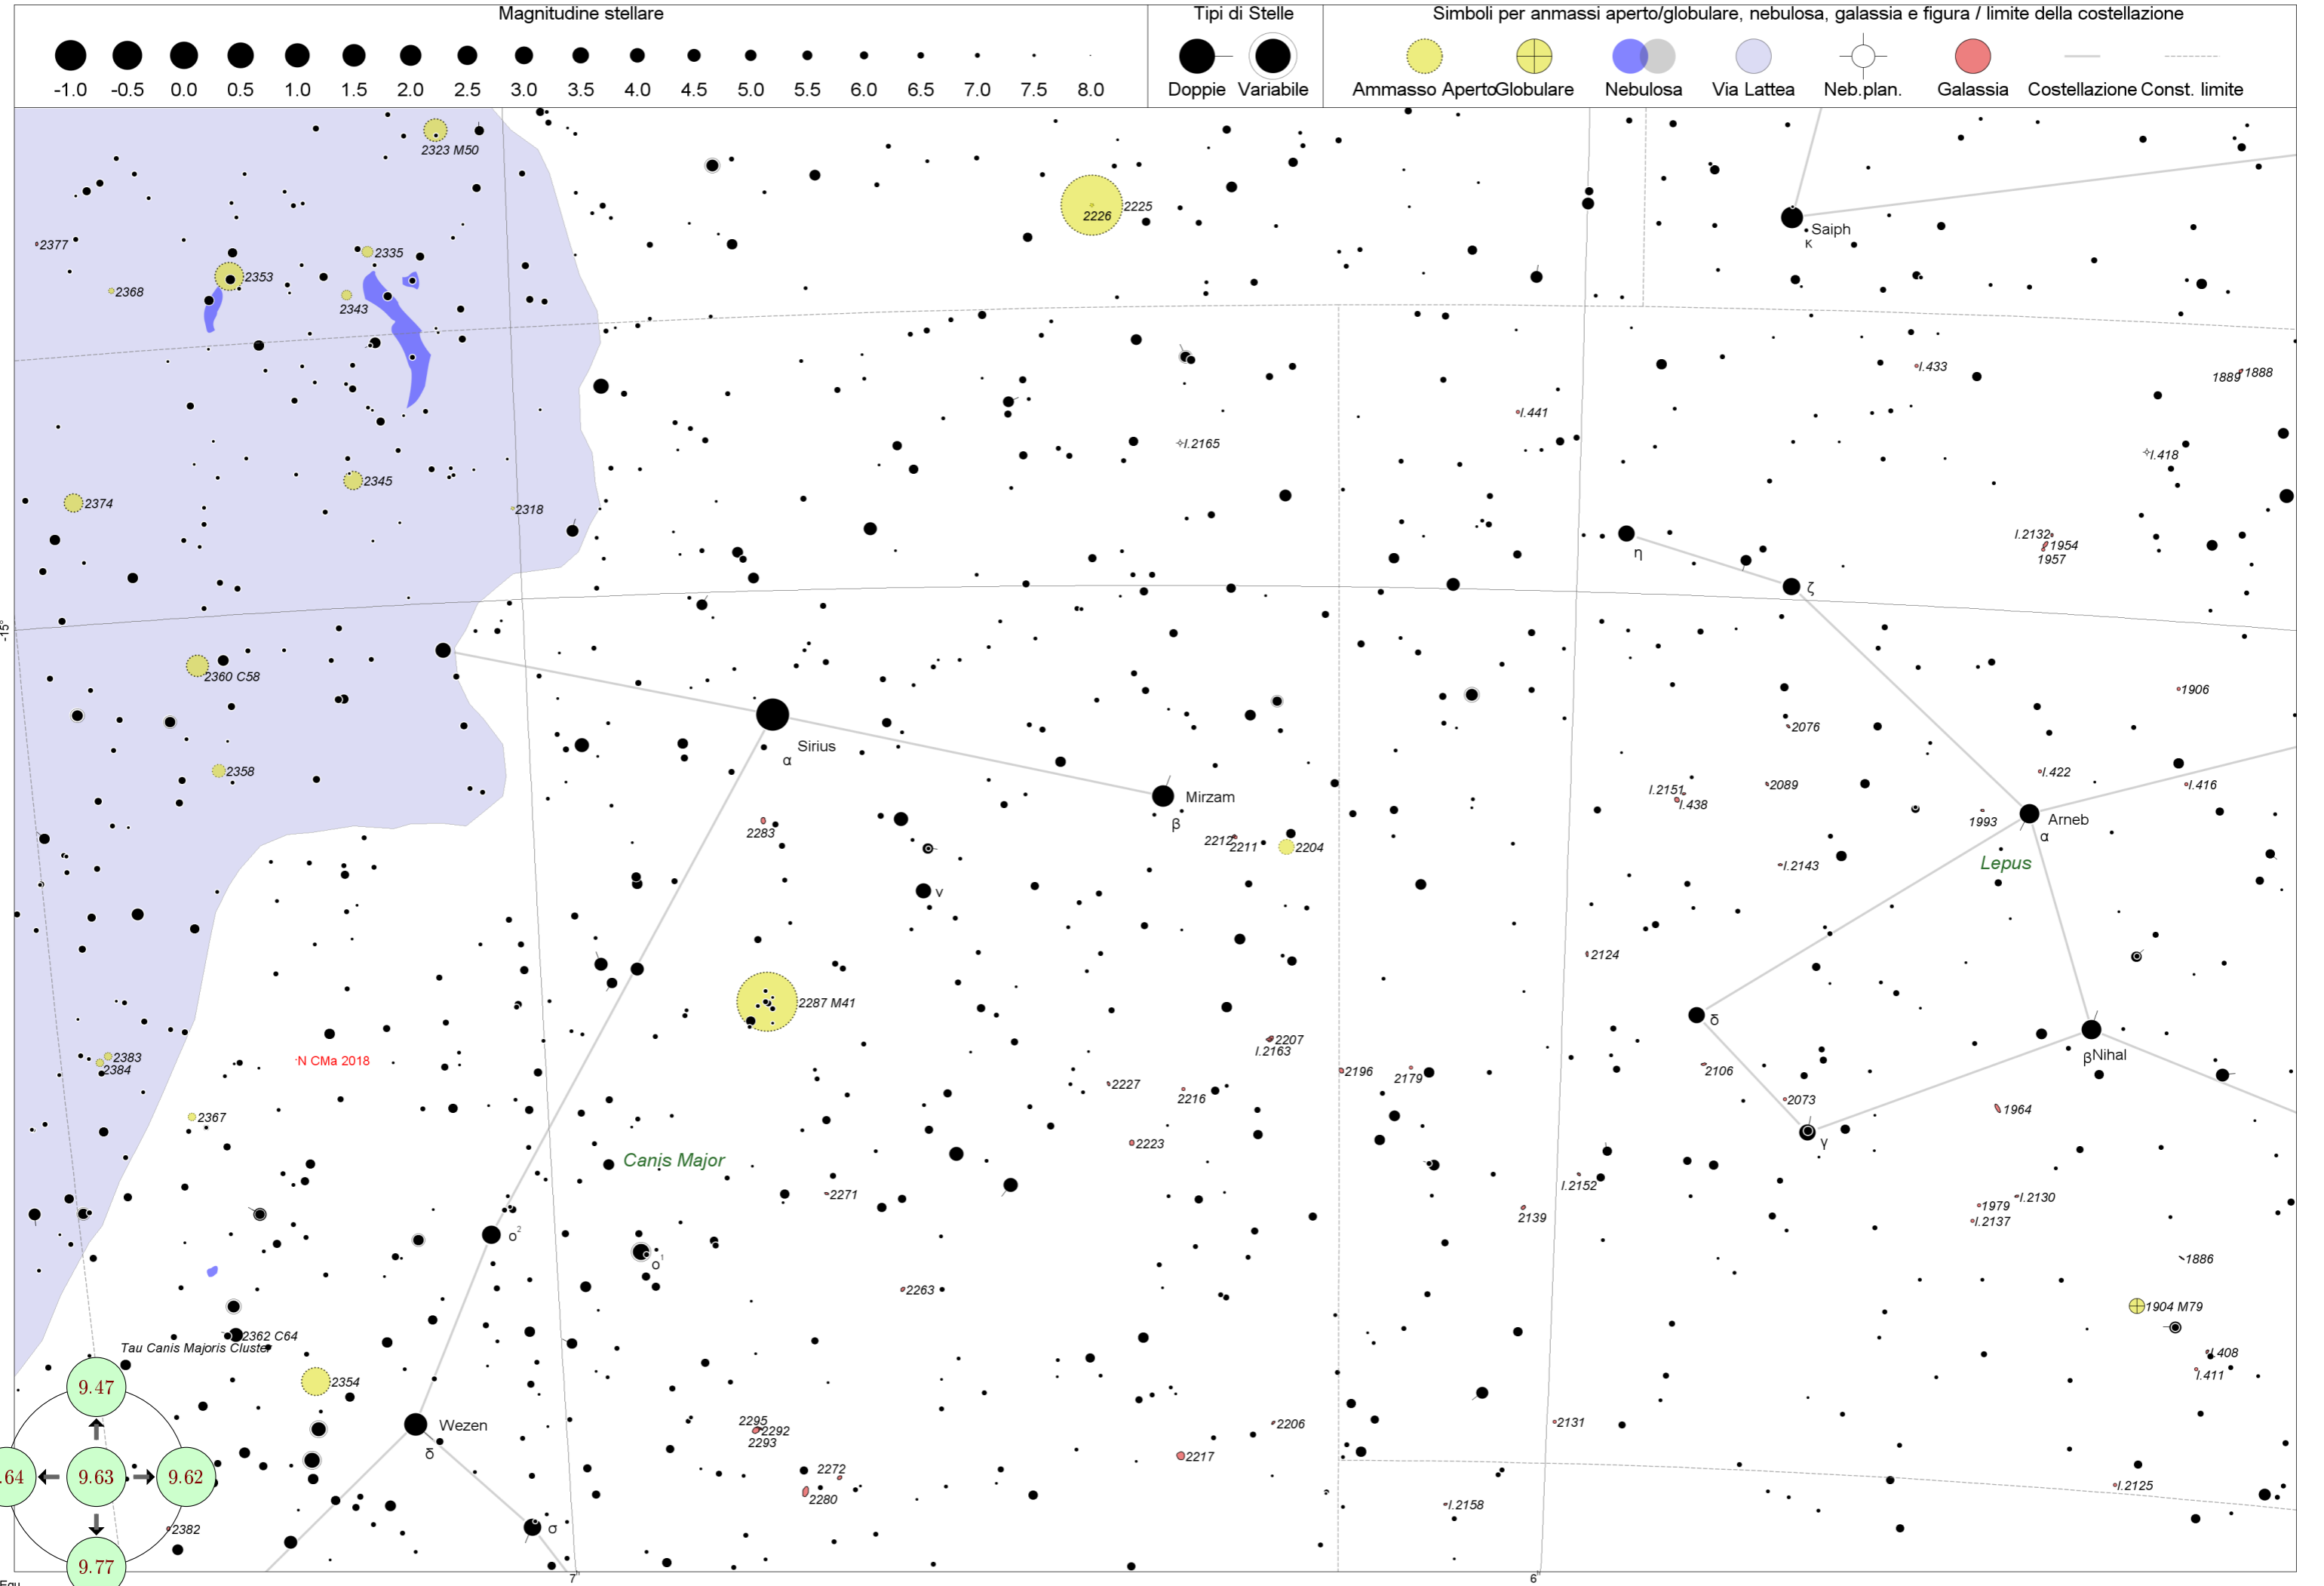 Magnitudine stellare
Tipi di Stelle
Simboli per anmassi aperto/globulare, nebulosa, galassia e figura / limite della costellazione
-1.0 -0.5 0.0 0.5 1.0 1.5 2.0 2.5 3.0 3.5 4.0 4.5 5.0 5.5 6.0 6.5 7.0 7.5 8.0
Doppie Variabile
Ammasso Aperto Globulare Nebulosa Via Lattea Neb.plan. Galassia Costellazione Const. limite
2323 M50
2225
2226
Saiph
κ
2377
2335
2353
2368
2343
I.433
1889 1888
I.441
I.2165
I.418
2345
2374
2318
I.2132
1954
1957
η
ζ
-15°
2360 C58
1906
2076
Sirius
α
2358
I.422
I.416
2089
I.2151
I.438
Mirzam
β
1993
Arneb
α
2283
2212
2211
2204
Lepus
I.2143
ν
2124
2287 M41
δ
2207
I.2163
βNihal
2383
2384
N CMa 2018
2196
2179
2106
2227
2216
2073
2367
1964
2223
γ
Canis Major
I.2152
2271
I.2130
1979
I.2137
2139
ο2
ο1
1886
2263
1904 M79
2362 C64
Tau Canis Majoris Cluster
I.408
I.411
2354
9.47
Wezen
δ
2295
2292
2293
2206
2131
2217
.64 9.63 9.62
2272
2280
I.2125
I.2158
2382
σ
9.77
7h
6h
Equ